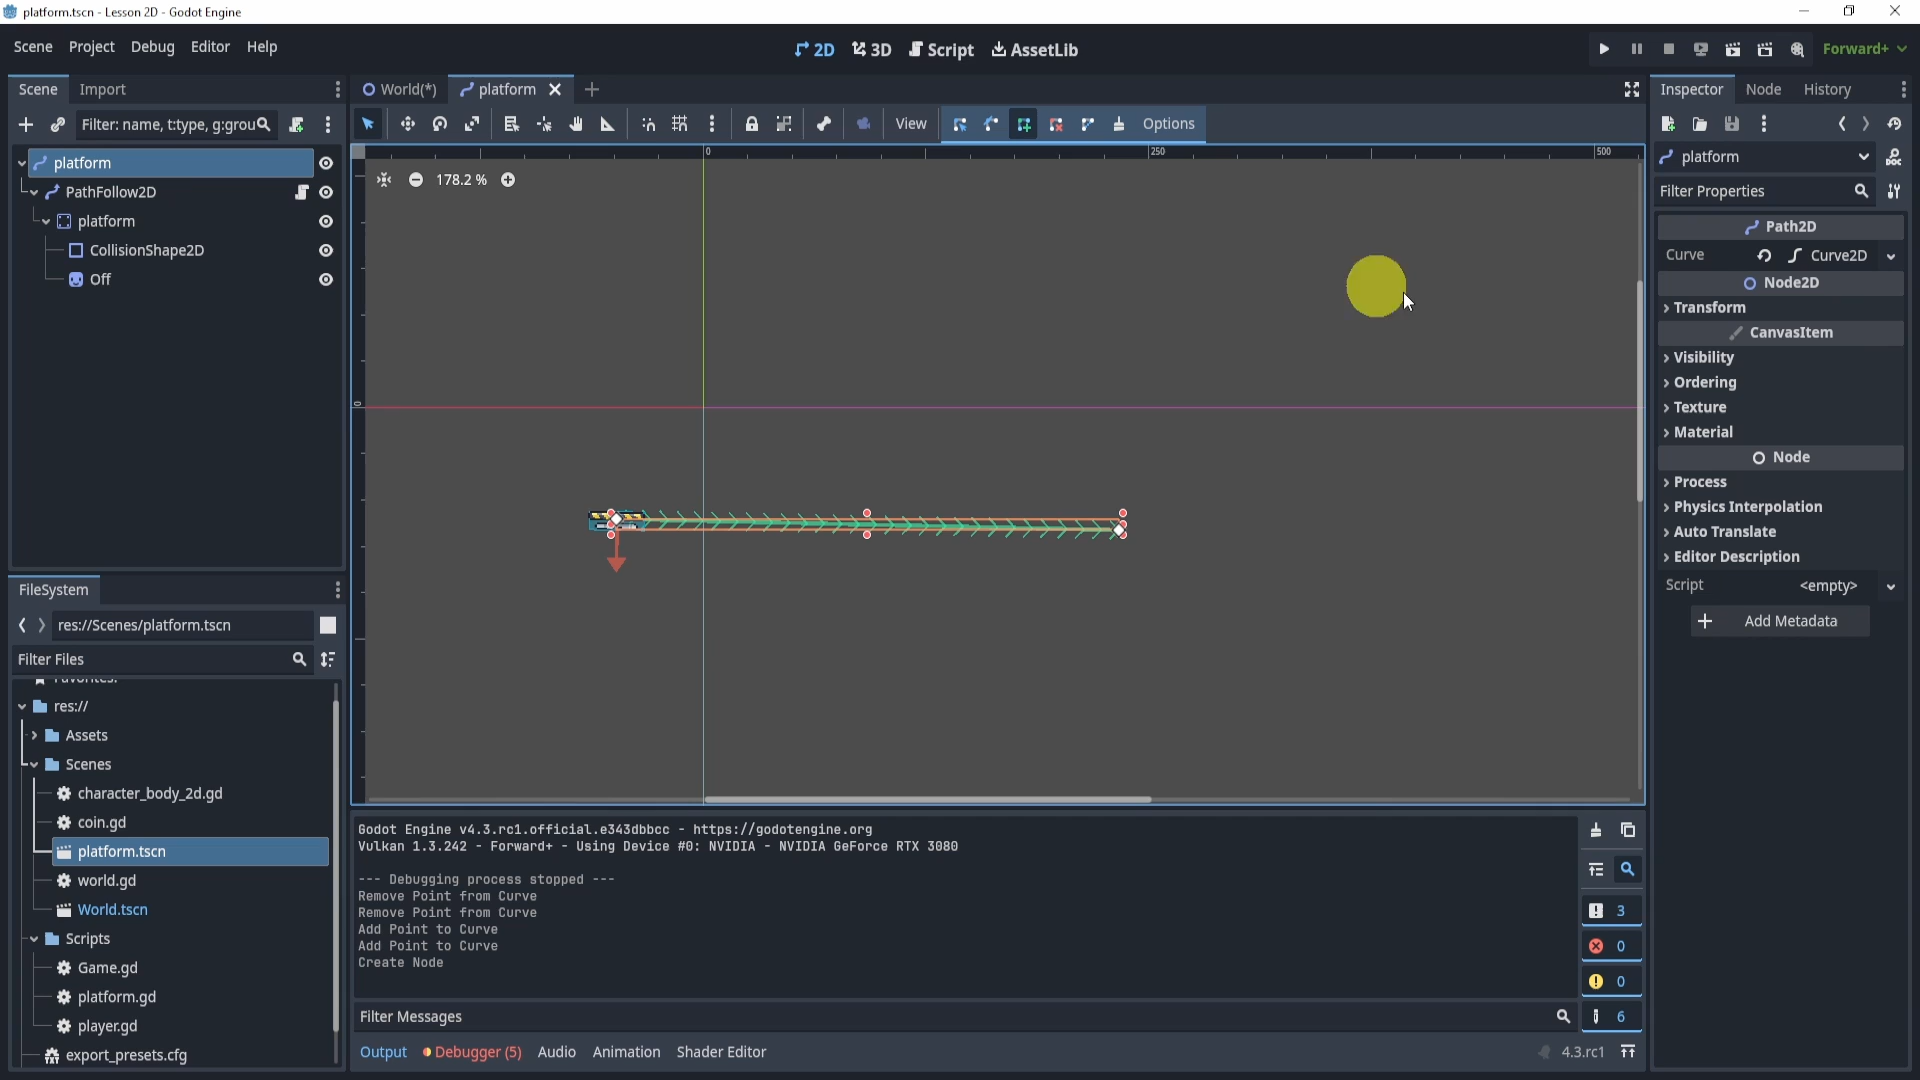 platform.tscn - Lesson 2D - Godot Engine
Scene Project Debug Editor Help
2D 3D Script AssetLib
Forward+
Scene Import
World(*) platform
Inspector Node History
Filter: name, t:type, g:grou
View Options
platform
PathFollow2D
platform
CollisionShape2D
Off
0 250 500
178.2 %
0
platform
Filter Properties
Path2D
Curve Curve2D
Node2D
Transform
CanvasItem
Visibility
Ordering
Texture
Material
Node
Process
Physics Interpolation
Auto Translate
Editor Description
Script <empty>
Add Metadata
FileSystem
res://Scenes/platform.tscn
Filter Files
Favorites:
res://
Assets
Scenes
character_body_2d.gd
coin.gd
platform.tscn
world.gd
World.tscn
Scripts
Game.gd
platform.gd
player.gd
export_presets.cfg
Godot Engine v4.3.rc1.official.e343dbbcc - https://godotengine.org
Vulkan 1.3.242 - Forward+ - Using Device #0: NVIDIA - NVIDIA GeForce RTX 3080
--- Debugging process stopped ---
Remove Point from Curve
Remove Point from Curve
Add Point to Curve
Add Point to Curve
Create Node
3
0
0
6
Filter Messages
Output Debugger (5) Audio Animation Shader Editor
4.3.rc1